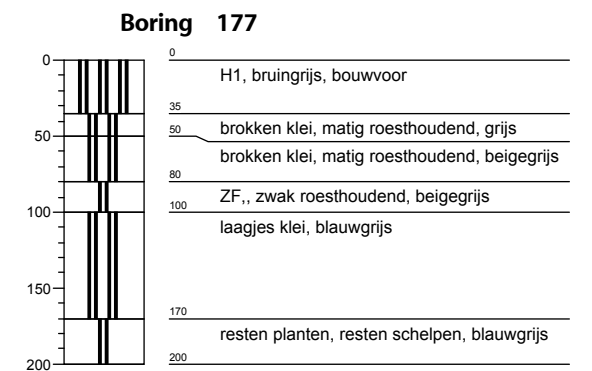 Boring 177
0
0
H1, bruingrijs, bouwvoor
35
brokken klei, matig roesthoudend, grijs
50
50
brokken klei, matig roesthoudend, beigegrijs
80
ZF,, zwak roesthoudend, beigegrijs
100
100
laagjes klei, blauwgrijs
150
170
resten planten, resten schelpen, blauwgrijs
200
200